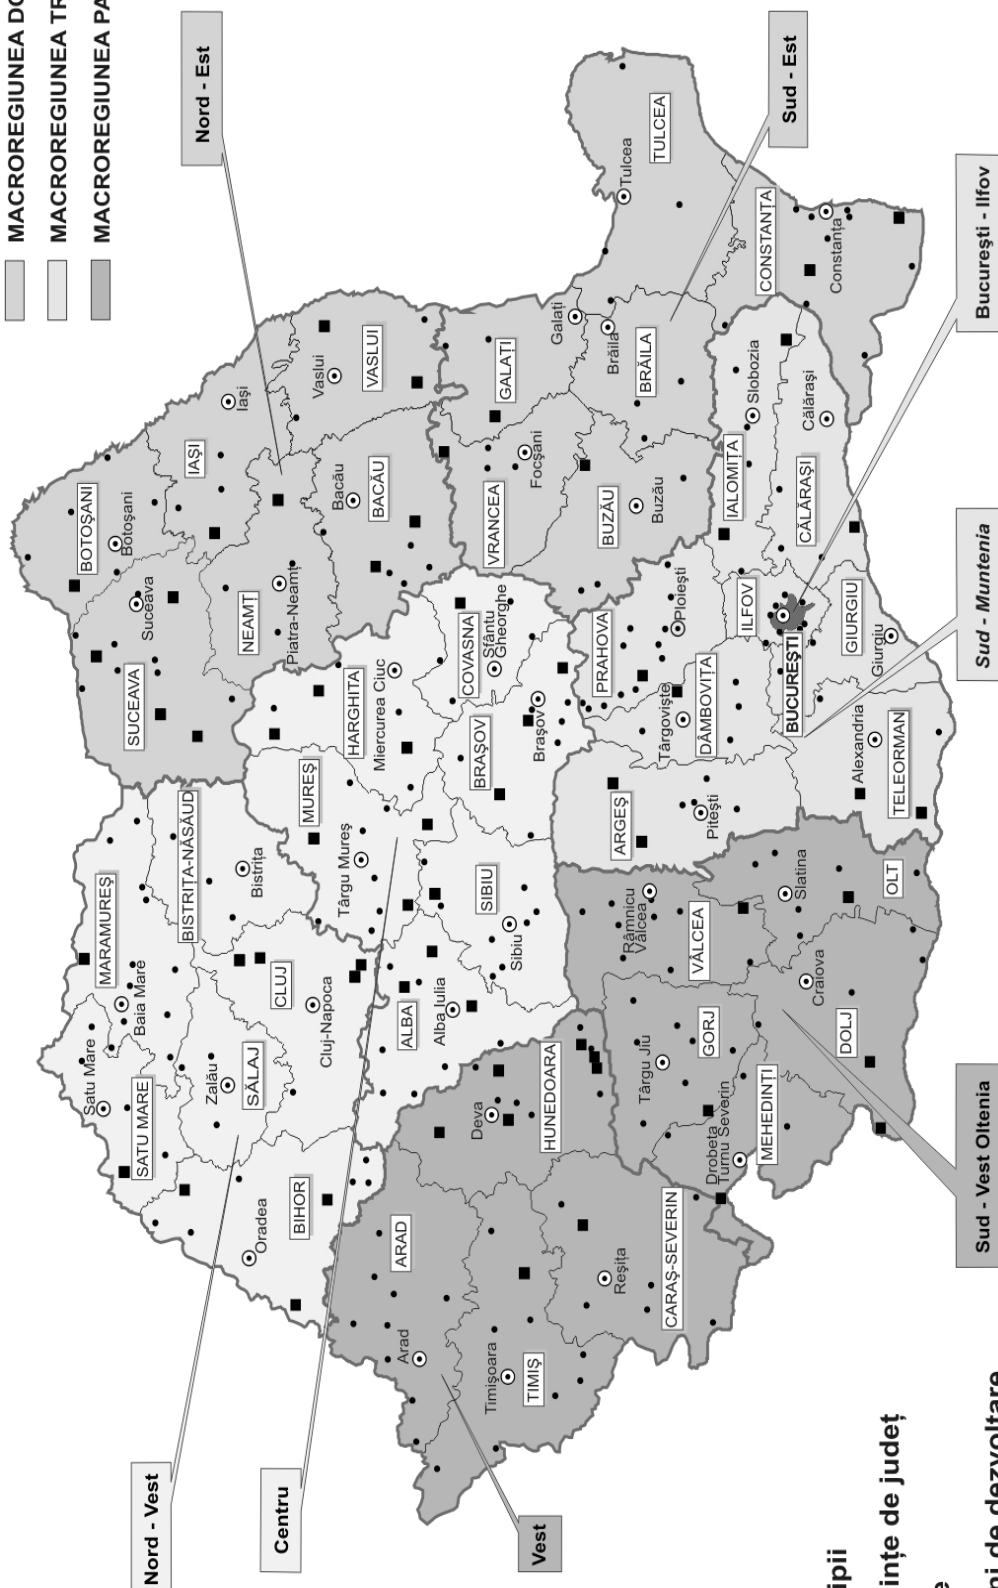 MACROREGIUNEA DO
MACROREGIUNEA TR
MACROREGIUNEA PA
Nord - Est
Sud - Est
București - Ilfov
Sud - Muntenia
Sud - Vest Oltenia
Vest
Centru
Nord - Vest
BOTOȘANI
Botoșani
SUCEAVA
Suceava
IAȘI
Iași
NEAMȚ
Piatra-Neamț
VASLUI
Vaslui
BACĂU
Bacău
GALAȚI
Galați
VRANCEA
Focșani
BRĂILA
Brăila
BUZĂU
Buzău
TULCEA
Tulcea
CONSTANȚA
Constanța
IALOMIȚA
Slobozia
CĂLĂRAȘI
Călărași
ILFOV
BUCUREȘTI
GIURGIU
Giurgiu
PRAHOVA
Ploiești
DÂMBOVIȚA
Târgoviște
TELEORMAN
Alexandria
ARGEȘ
Pitești
COVASNA
Sfântu
Gheorghe
HARGHITA
Miercurea Ciuc
BRAȘOV
Brașov
MUREȘ
Târgu Mureș
SIBIU
Sibiu
ALBA
Alba Iulia
MARAMUREȘ
Baia Mare
BISTRIȚA-NĂSĂUD
Bistrița
CLUJ
Cluj-Napoca
SĂLAJ
Zalău
SATU MARE
Satu Mare
BIHOR
Oradea
OLT
Slatina
VÂLCEA
Râmnicu
Vâlcea
DOLJ
Craiova
GORJ
Târgu Jiu
MEHEDINȚI
Drobeta
Turnu Severin
HUNEDOARA
Deva
ARAD
Arad
TIMIȘ
Timișoara
CARAȘ-SEVERIN
Reșița
ipii
ințe de județ
e
ni de dezvoltare